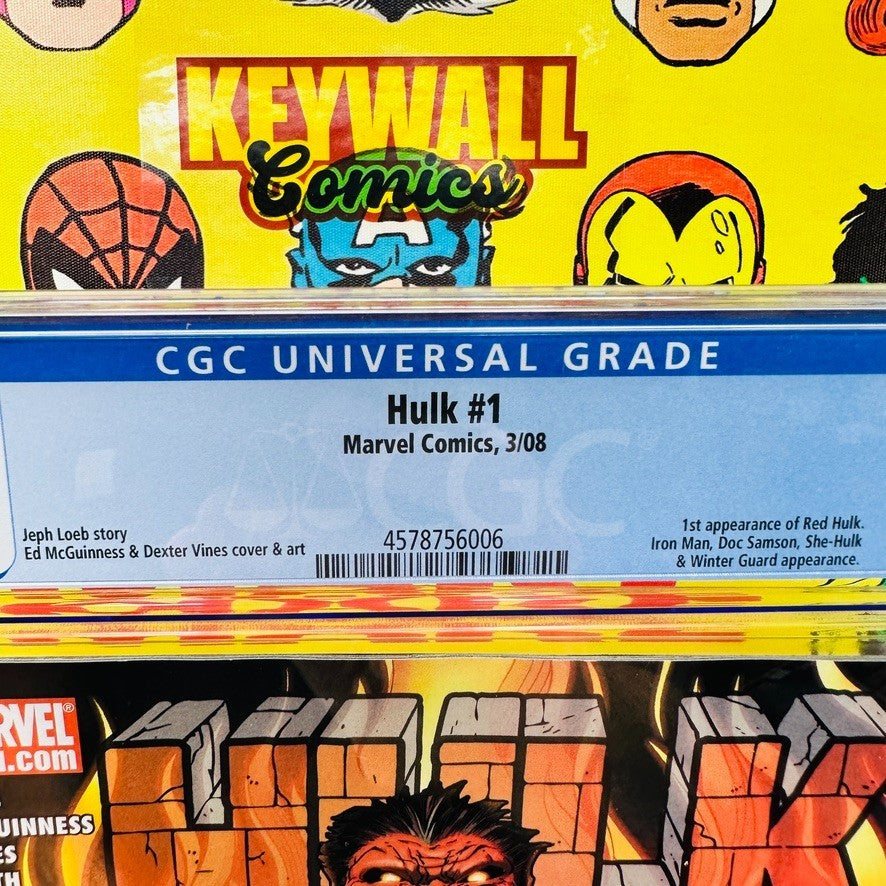 KEYWALL
Comics
A
CGC UNIVERSAL GRADE
Hulk #1
Marvel Comics, 3/08
CGC
Jeph Loeb story
Ed McGuinness & Dexter Vines cover & art
4578756006
1st appearance of Red Hulk.
Iron Man, Doc Samson, She-Hulk
& Winter Guard appearance.
HULK